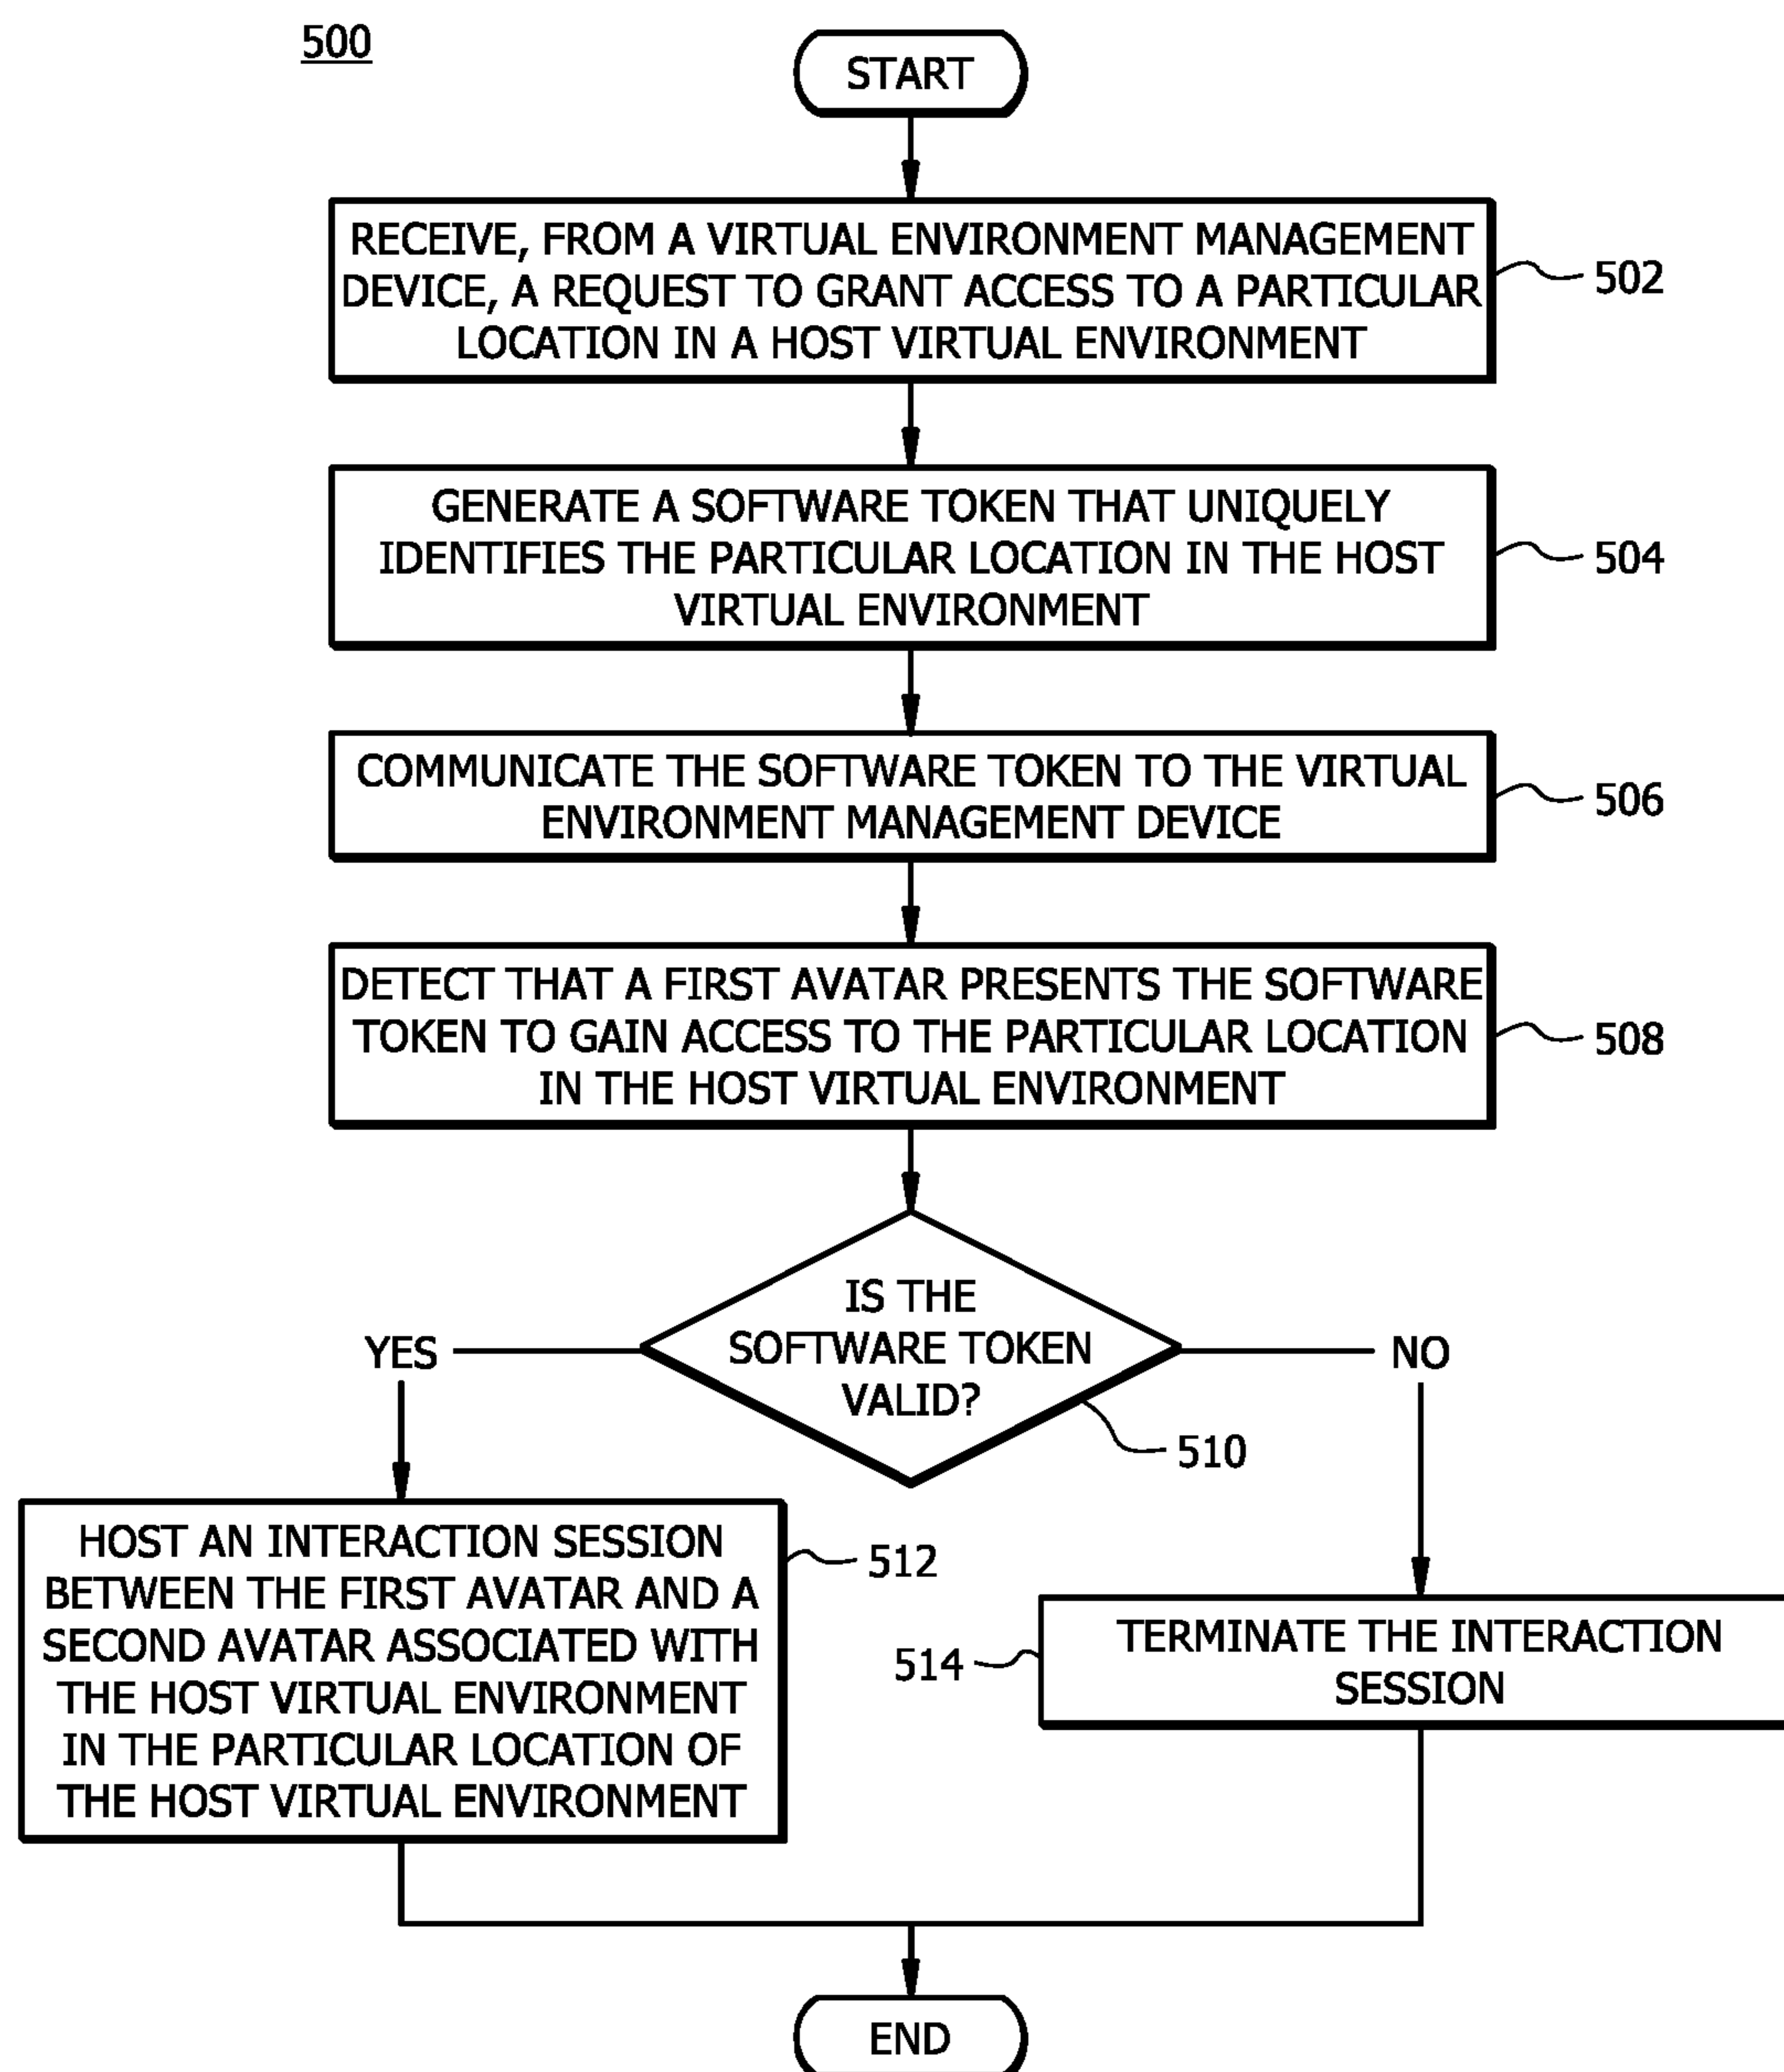 500
START
RECEIVE, FROM A VIRTUAL ENVIRONMENT MANAGEMENT
DEVICE, A REQUEST TO GRANT ACCESS TO A PARTICULAR
LOCATION IN A HOST VIRTUAL ENVIRONMENT
502
GENERATE A SOFTWARE TOKEN THAT UNIQUELY
IDENTIFIES THE PARTICULAR LOCATION IN THE HOST
VIRTUAL ENVIRONMENT
504
COMMUNICATE THE SOFTWARE TOKEN TO THE VIRTUAL
ENVIRONMENT MANAGEMENT DEVICE
506
DETECT THAT A FIRST AVATAR PRESENTS THE SOFTWARE
TOKEN TO GAIN ACCESS TO THE PARTICULAR LOCATION
IN THE HOST VIRTUAL ENVIRONMENT
508
IS THE
SOFTWARE TOKEN
VALID?
510
YES
NO
HOST AN INTERACTION SESSION
BETWEEN THE FIRST AVATAR AND A
SECOND AVATAR ASSOCIATED WITH
THE HOST VIRTUAL ENVIRONMENT
IN THE PARTICULAR LOCATION OF
THE HOST VIRTUAL ENVIRONMENT
512
514
TERMINATE THE INTERACTION
SESSION
END